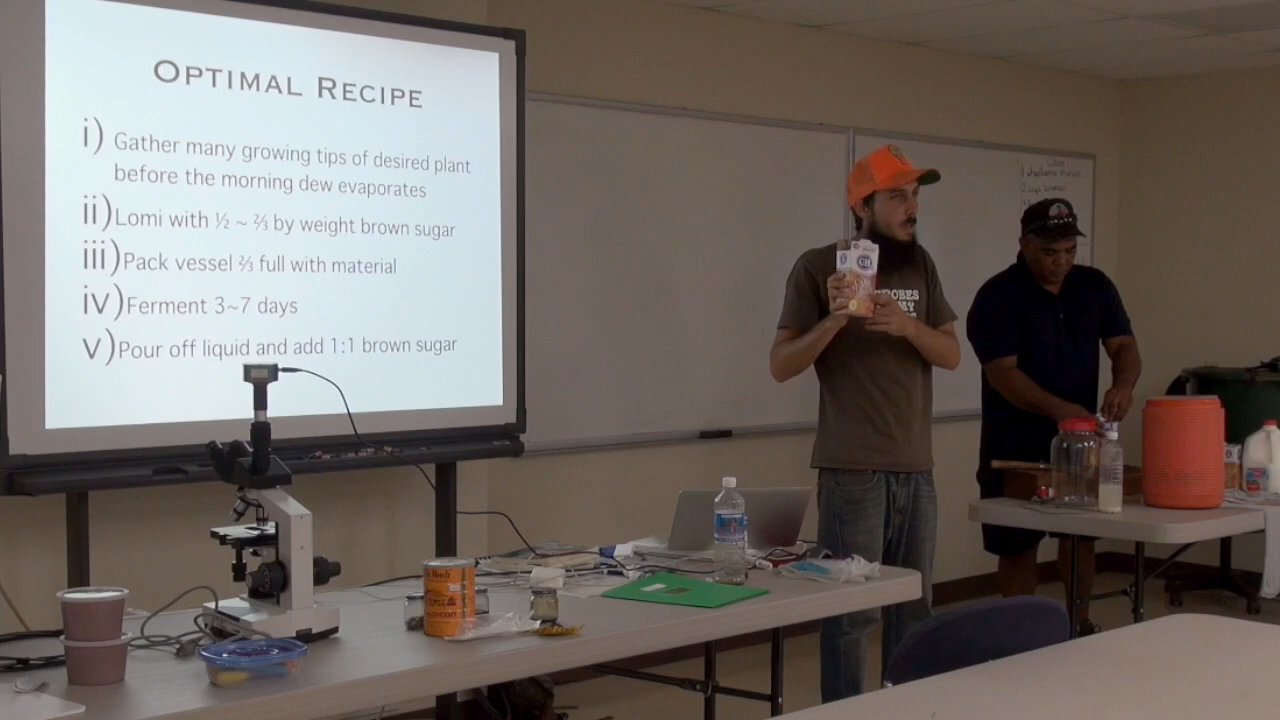 OPTIMAL RECIPE
i) Gather many growing tips of desired plant
before the morning dew evaporates
ii) Lomi with ½ ~ ⅔ by weight brown sugar
iii) Pack vessel ⅔ full with material
iv) Ferment 3~7 days
v) Pour off liquid and add 1:1 brown sugar
C&H